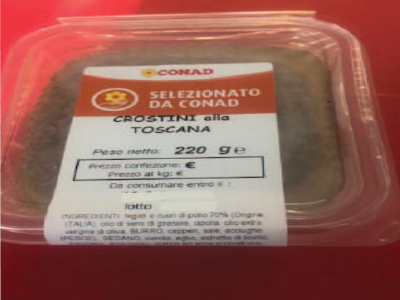 CONAD
SELEZIONATO
DA CONAD
CROSTINI alla
TOSCANA
Peso netto: 220 g e
Prezzo confezione: €
Prezzo al kg: €
Da consumare entro il:
lotto
INGREDIENTI: fegati e cuori di pollo 70% (Origine
ITALIA), olio di semi di girasole, cipolla, olio extra
vergine di oliva, BURRO, capperi, sale, acciughe
(PESCE), SEDANO, carota, aglio, estratto di lievito,